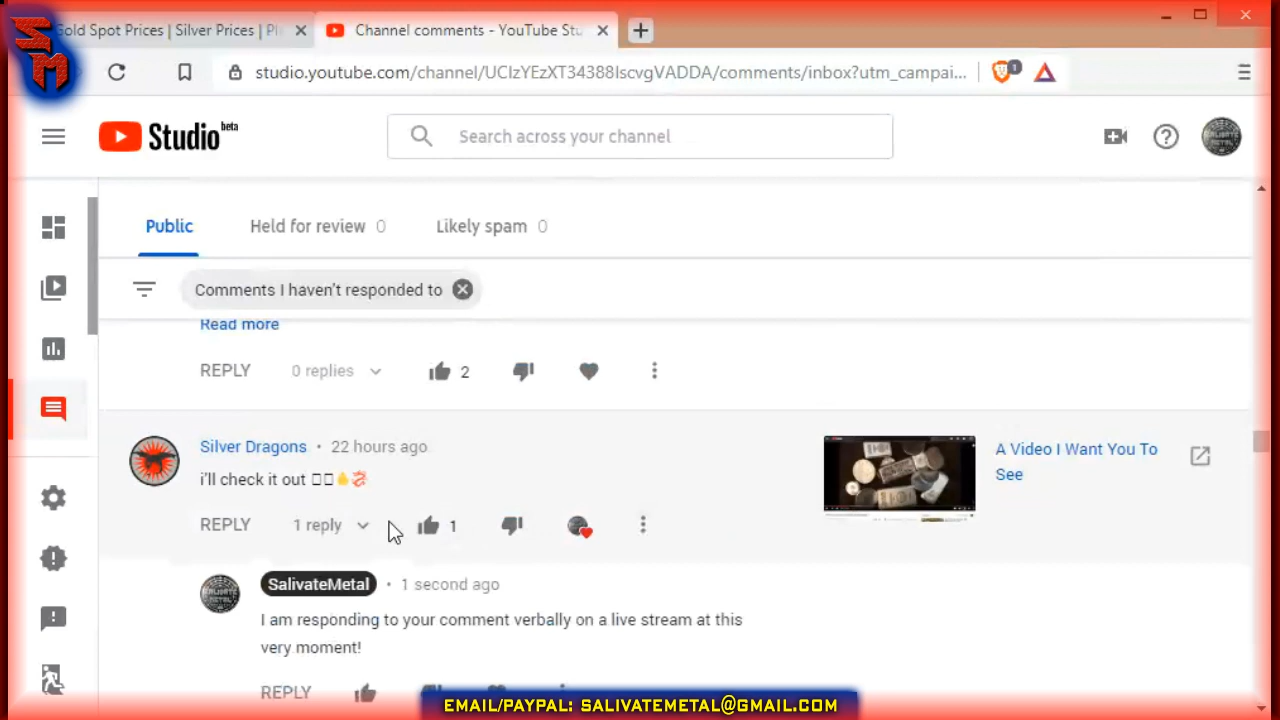 SM
Gold Spot Prices | Silver Prices | Pl
Channel comments - YouTube Stu
studio.youtube.com/channel/UCIzYEzXT34388IscvgVADDA/comments/inbox?utm_campai...
1
Studio beta
Search across your channel
Public
Held for review 0
Likely spam 0
Comments I haven't responded to
Read more
REPLY
0 replies
2
Silver Dragons • 22 hours ago
i'll check it out
A Video I Want You To
See
REPLY
1 reply
1
SalivateMetal • 1 second ago
I am responding to your comment verbally on a live stream at this
very moment!
REPLY
EMAIL/PAYPAL: SALIVATEMETAL@GMAIL.COM